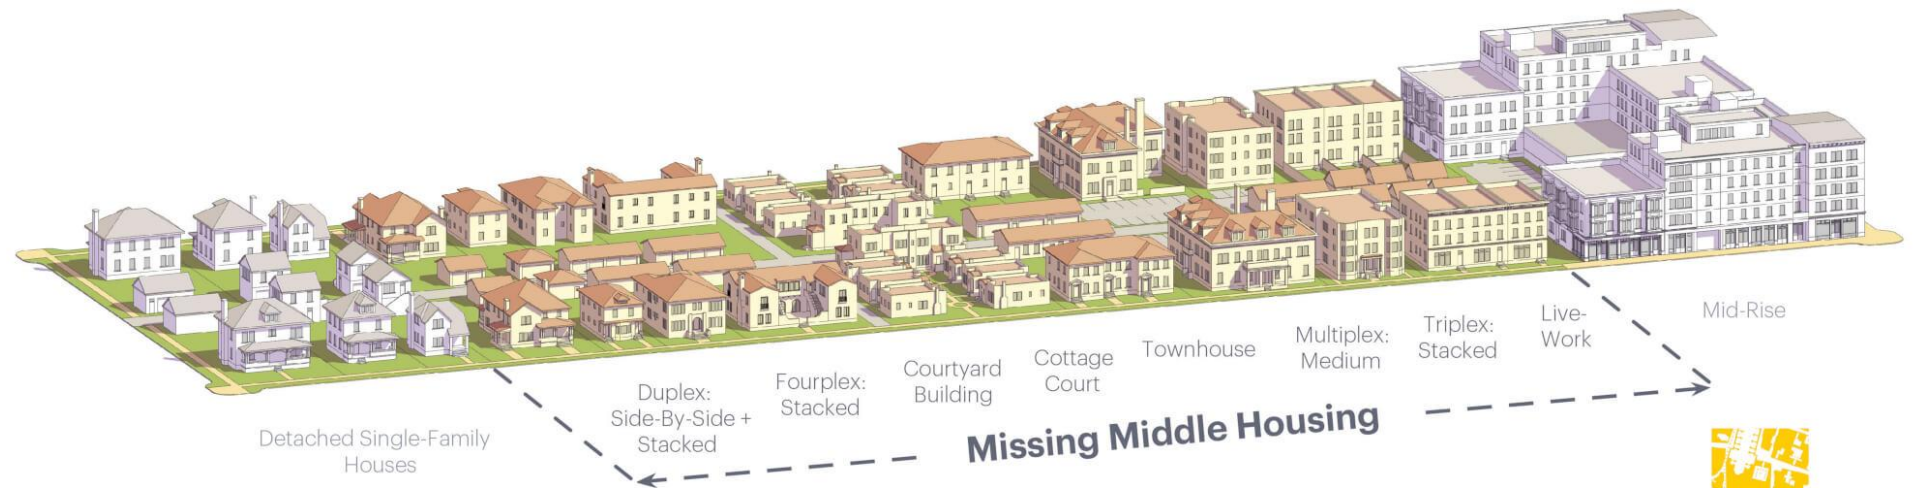 Detached Single-Family
Houses
Duplex:
Side-By-Side +
Stacked
Fourplex:
Stacked
Courtyard
Building
Cottage
Court
Townhouse
Multiplex:
Medium
Triplex:
Stacked
Live-
Work
Mid-Rise
Missing Middle Housing